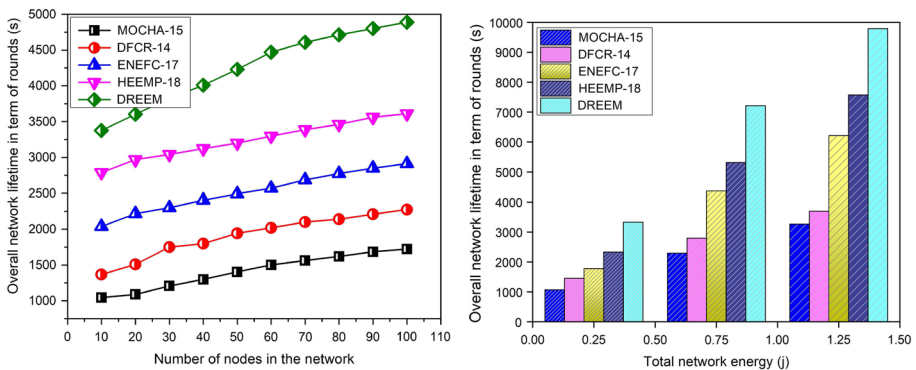 Overall network lifetime in term of rounds (s)
5000
4500
4000
3500
3000
2500
2000
1500
1000
MOCHA-15
DFCR-14
ENEFC-17
HEEMP-18
DREEM
0 10 20 30 40 50 60 70 80 90 100 110
Number of nodes in the network
Overall network lifetime in term of rounds (s)
10000
9000
8000
7000
6000
5000
4000
3000
2000
1000
0
MOCHA-15
DFCR-14
ENEFC-17
HEEMP-18
DREEM
0.00 0.25 0.50 0.75 1.00 1.25 1.50
Total network energy (j)